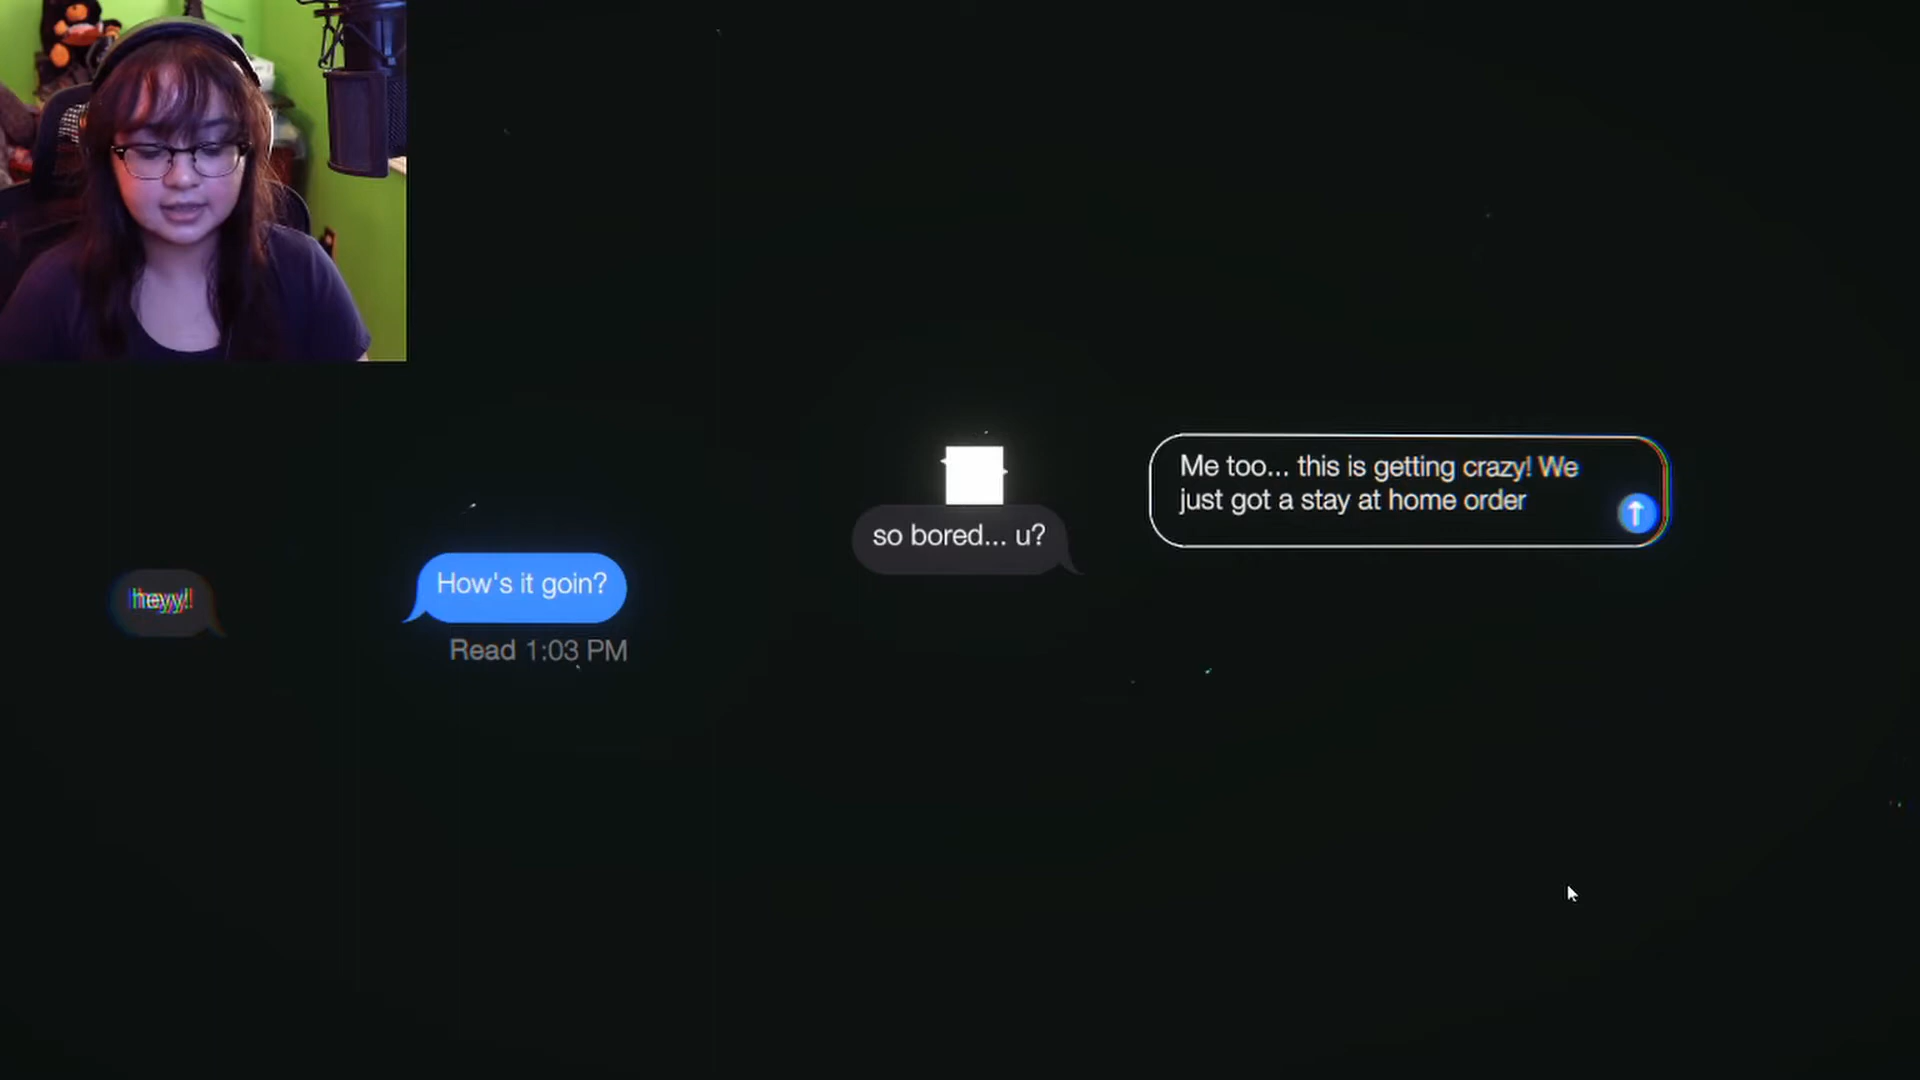 heyy!
How's it goin?
Read 1:03 PM
so bored... u?
Me too... this is getting crazy! We
just got a stay at home order